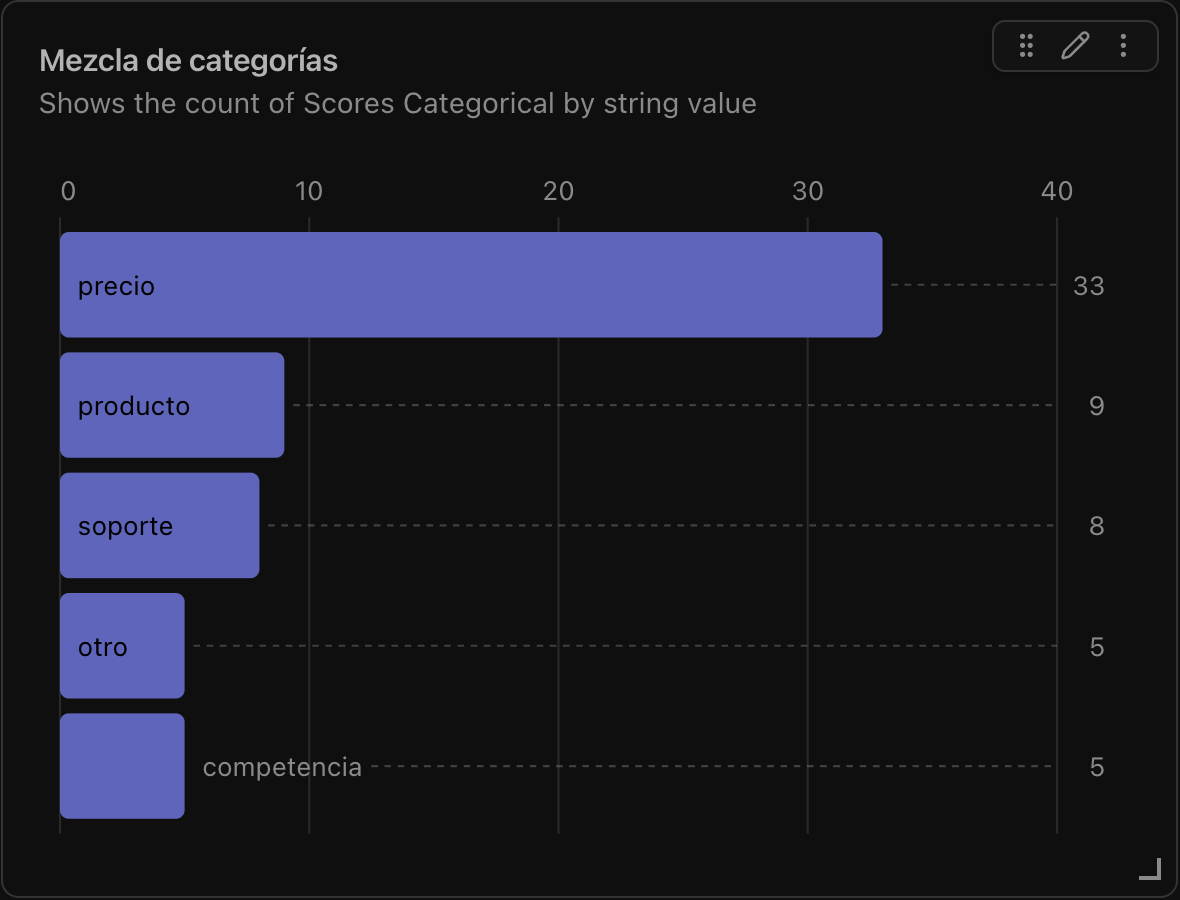 Mezcla de categorías
Shows the count of Scores Categorical by string value
0 10 20 30 40
precio 33
producto 9
soporte 8
otro 5
competencia 5